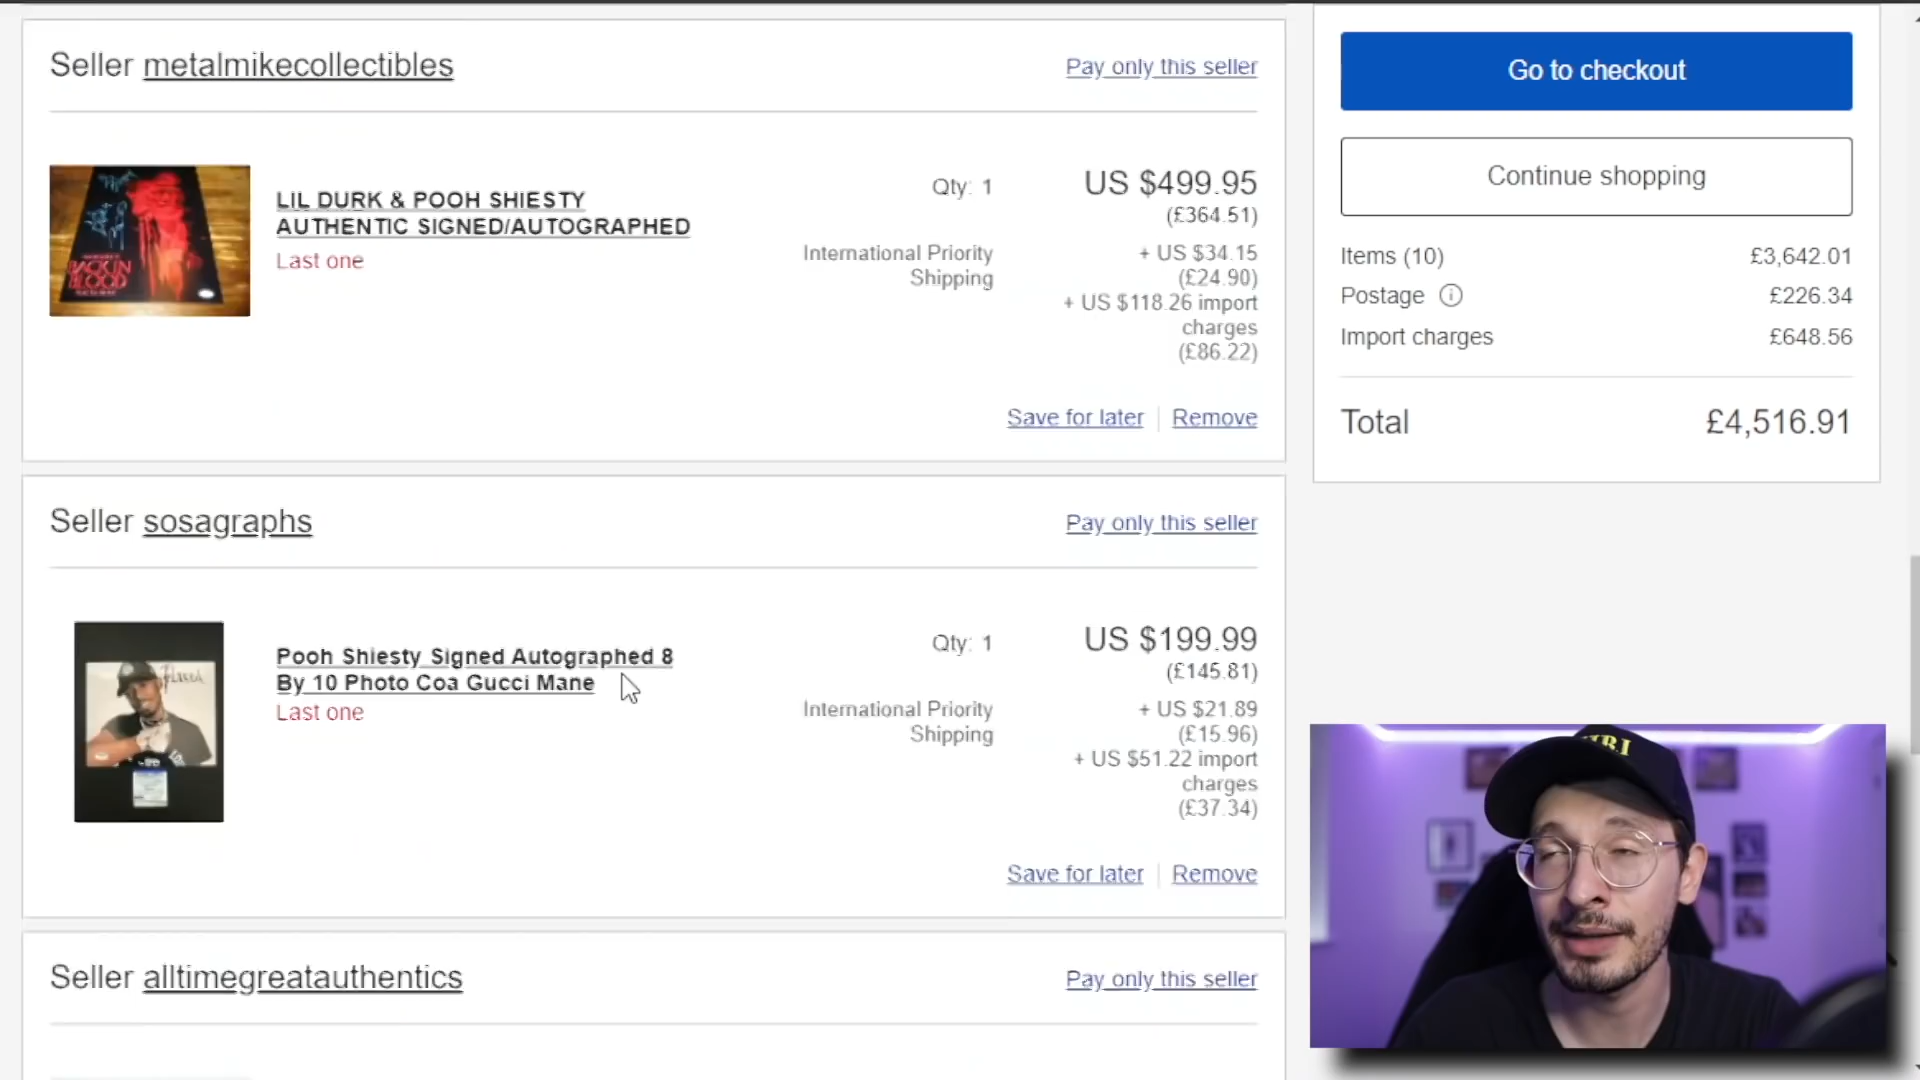 Seller metalmikecollectibles
Pay only this seller
LIL DURK & POOH SHIESTY
AUTHENTIC SIGNED/AUTOGRAPHED
Last one
Qty: 1
US $499.95
(£364.51)
International Priority
Shipping
+ US $34.15
(£24.90)
+ US $118.26 import
charges
(£86.22)
Save for later
Remove
Seller sosagraphs
Pay only this seller
Pooh Shiesty Signed Autographed 8
By 10 Photo Coa Gucci Mane
Last one
Qty: 1
US $199.99
(£145.81)
International Priority
Shipping
+ US $21.89
(£15.96)
+ US $51.22 import
charges
(£37.34)
Save for later
Remove
Seller alltimegreatauthentics
Pay only this seller
Go to checkout
Continue shopping
Items (10) £3,642.01
Postage £226.34
Import charges £648.56
Total £4,516.91
BACK IN
BLOOD